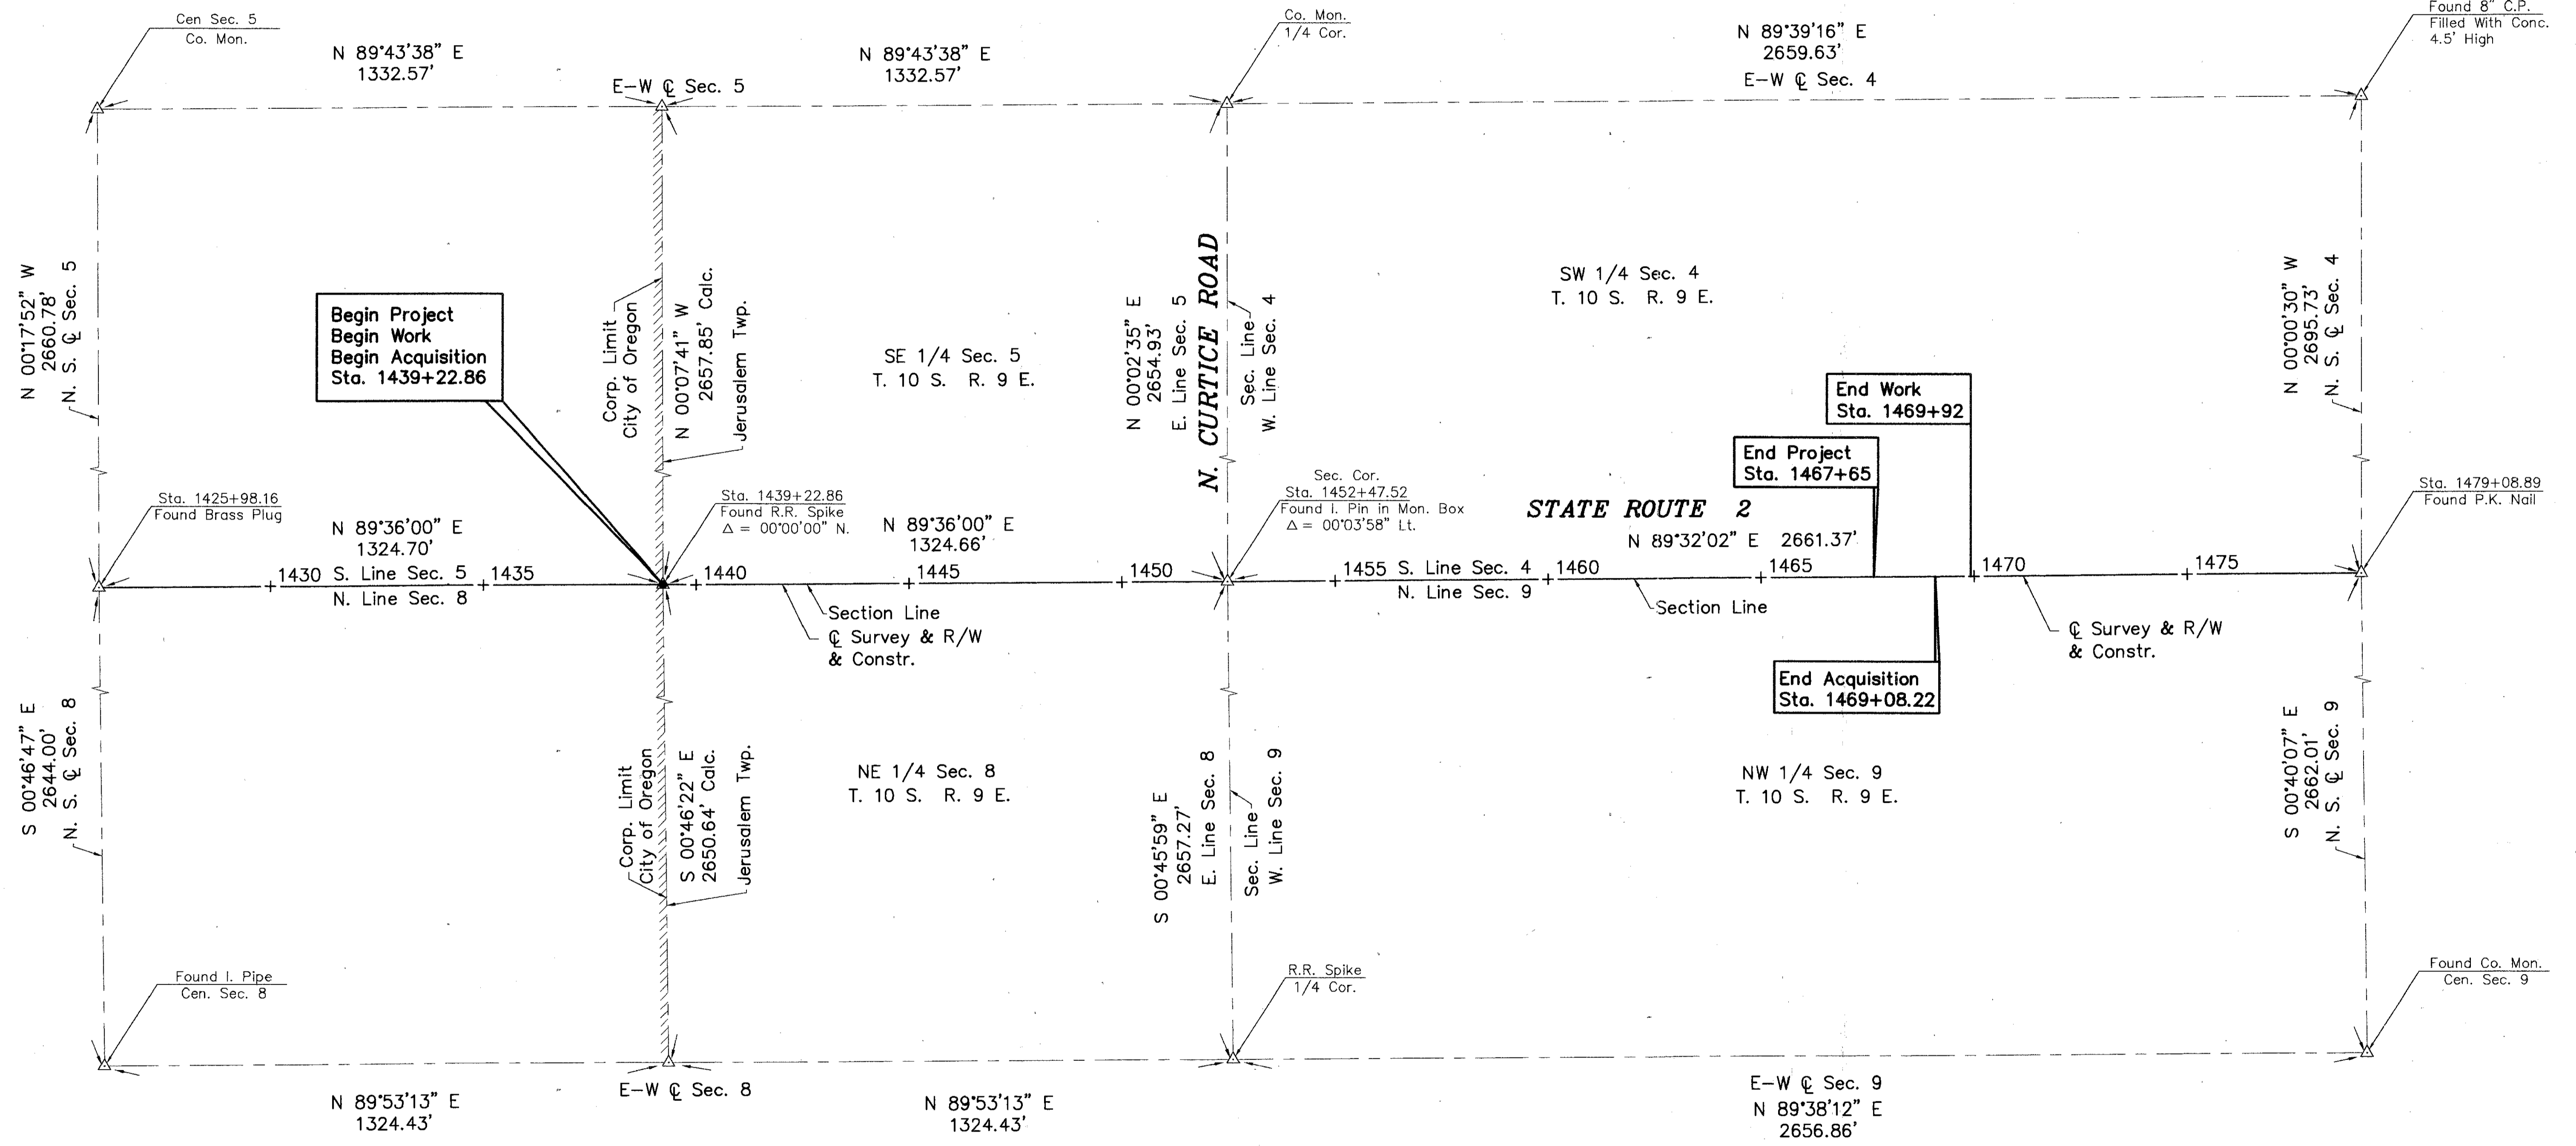 Cen Sec. 5
Co. Mon.
N 89°43'38" E
1332.57'
E-W ℄ Sec. 5
N 89°43'38" E
1332.57'
Co. Mon.
1/4 Cor.
N 89°39'16" E
2659.63'
E-W ℄ Sec. 4
Found 8" C.P.
Filled With Conc.
4.5' High
N 00°17'52" W
2660.78'
N. S. ℄ Sec. 5
Begin Project
Begin Work
Begin Acquisition
Sta. 1439+22.86
Corp. Limit
City of Oregon
N 00°07'41" W
2657.85' Calc.
Jerusalem Twp.
SE 1/4 Sec. 5
T. 10 S. R. 9 E.
N 00°02'35" E
2654.93'
E. Line Sec. 5
N. CURTICE ROAD
Sec. Line
W. Line Sec. 4
SW 1/4 Sec. 4
T. 10 S. R. 9 E.
End Work
Sta. 1469+92
End Project
Sta. 1467+65
N 00°00'30" W
2695.73'
N. S. ℄ Sec. 4
Sta. 1425+98.16
Found Brass Plug
N 89°36'00" E
1324.70'
Sta. 1439+22.86
Found R.R. Spike
Δ = 00°00'00" N.
N 89°36'00" E
1324.66'
Sec. Cor.
Sta. 1452+47.52
Found I. Pin in Mon. Box
Δ = 00°03'58" Lt.
STATE ROUTE 2
N 89°32'02" E 2661.37'
Sta. 1479+08.89
Found P.K. Nail
1430 S. Line Sec. 5 1435 1440 1445 1450 1455 S. Line Sec. 4 1460 1465 1470 1475
N. Line Sec. 8
N. Line Sec. 9
Section Line
℄ Survey & R/W
& Constr.
Section Line
℄ Survey & R/W
& Constr.
End Acquisition
Sta. 1469+08.22
S 00°46'47" E
2644.00'
N. S. ℄ Sec. 8
Corp. Limit
City of Oregon
S 00°46'22" E
2650.64' Calc.
Jerusalem Twp.
NE 1/4 Sec. 8
T. 10 S. R. 9 E.
S 00°45'59" E
2657.27'
E. Line Sec. 8
Sec. Line
W. Line Sec. 9
NW 1/4 Sec. 9
T. 10 S. R. 9 E.
S 00°40'07" E
2662.01'
N. S. ℄ Sec. 9
Found I. Pipe
Cen. Sec. 8
R.R. Spike
1/4 Cor.
Found Co. Mon.
Cen. Sec. 9
N 89°53'13" E
1324.43'
E-W ℄ Sec. 8
N 89°53'13" E
1324.43'
E-W ℄ Sec. 9
N 89°38'12" E
2656.86'